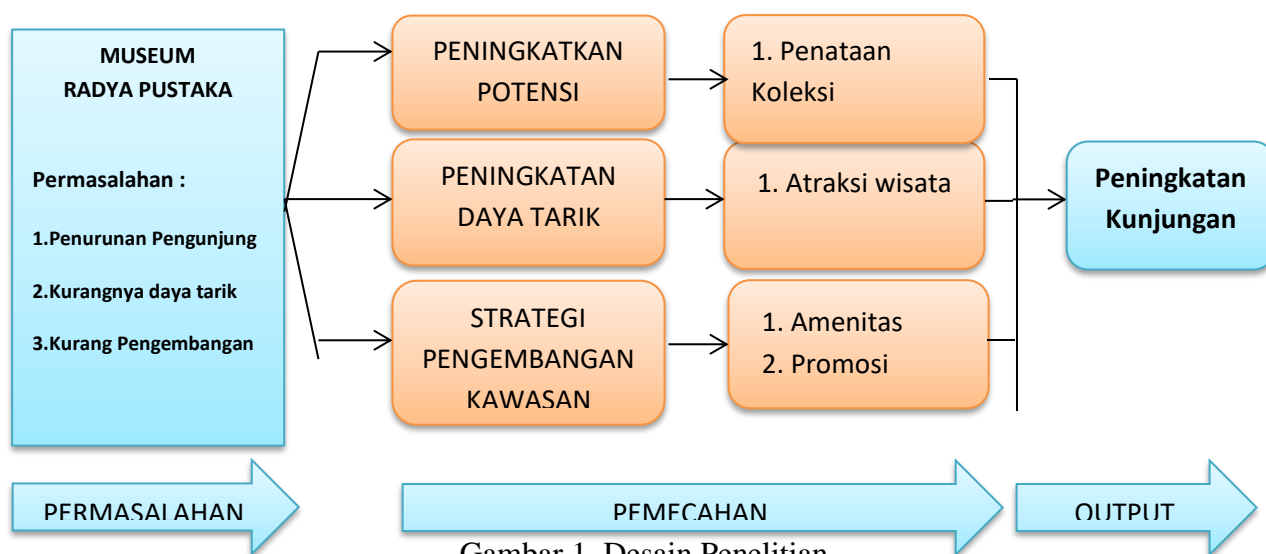 MUSEUM
RADYA PUSTAKA
Permasalahan :
1.Penurunan Pengunjung
2.Kurangnya daya tarik
3.Kurang Pengembangan
PENINGKATKAN
POTENSI
1. Penataan
Koleksi
PENINGKATAN
DAYA TARIK
1. Atraksi wisata
STRATEGI
PENGEMBANGAN
KAWASAN
1. Amenitas
2. Promosi
Peningkatan
Kunjungan
PERMASALAHAN
PEMECAHAN
OUTPUT
Gambar 1. Desain Penelitian